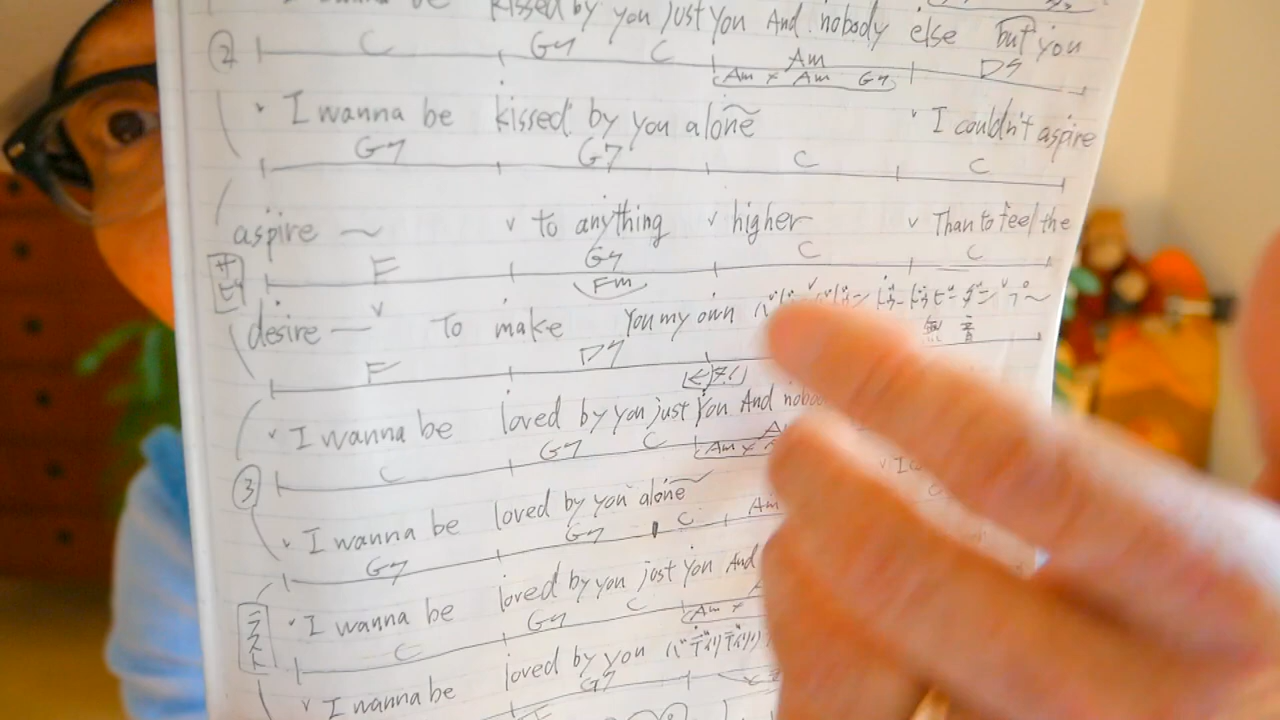 kissed by you just you And nobody else but you
② C G7 C Am D7
Am Am G7
I wanna be kissed by you alone I couldn't aspire
G7 G7 C C
aspire 〜 to anything higher Than to feel the
サビ F G7 C C
Fm
desire — To make You my own
無音
F D7
I wanna be loved by you just you And
③ C G7 C
Am
I wanna be loved by you alone
G7 G7 C Am
I wanna be loved by you just you And
ラスト C G7 C
Am
I wanna be loved by you
G7